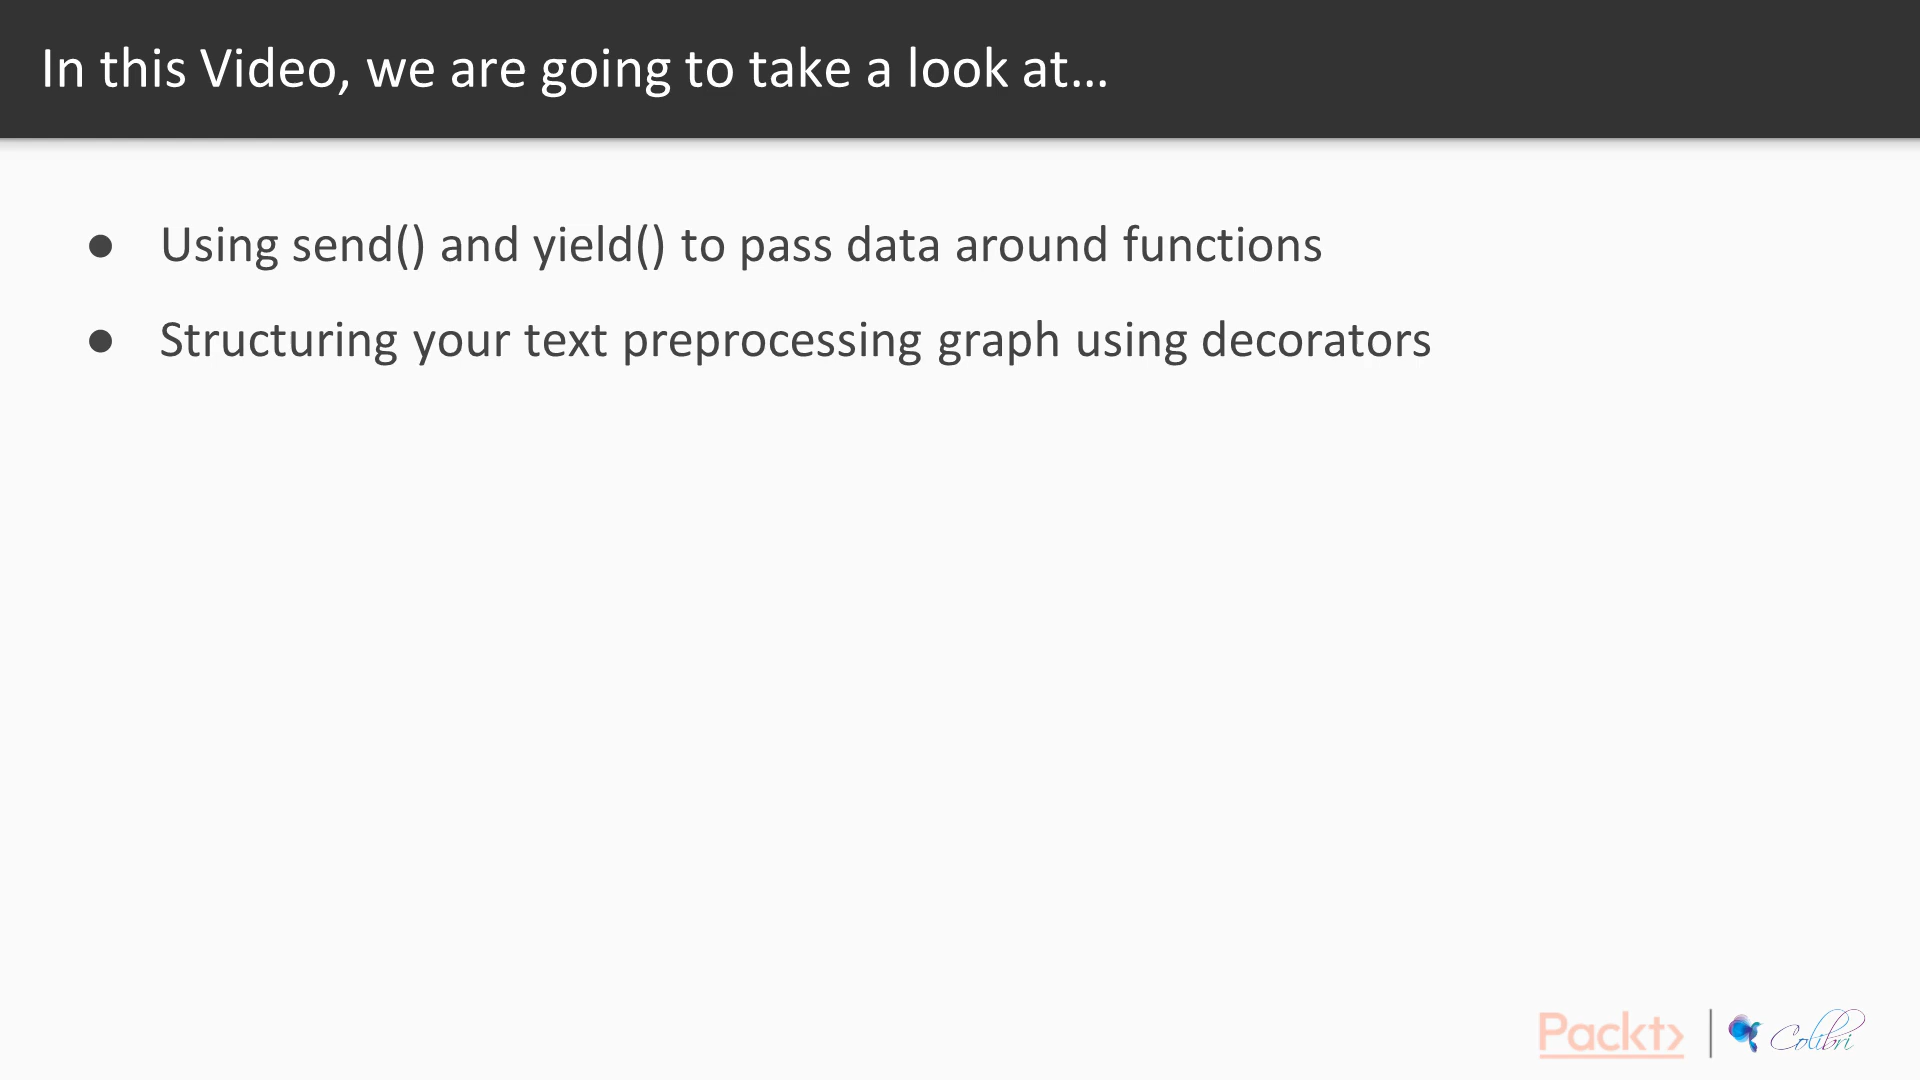 In this Video, we are going to take a look at…
● Using send() and yield() to pass data around functions
● Structuring your text preprocessing graph using decorators
Packt> | Colibri